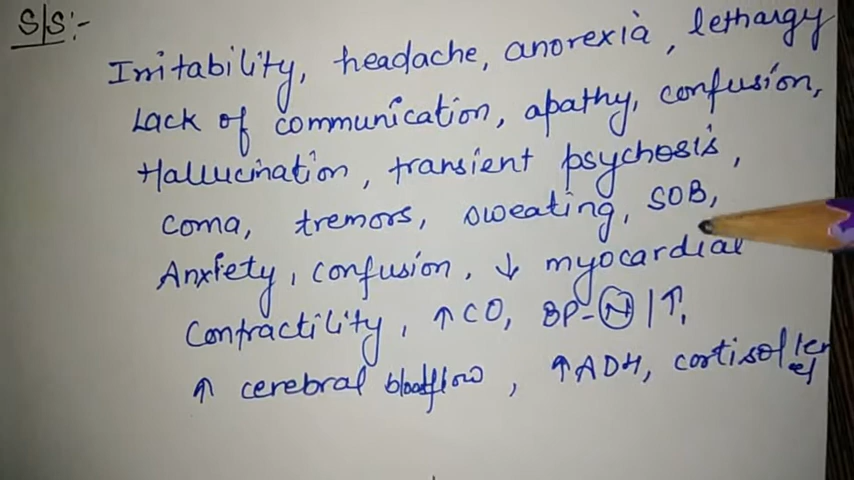 S/S:-
Irritability, headache, anorexia, lethargy
Lack of communication, apathy, confusion,
Hallucination, transient psychosis,
coma, tremors, sweating, SOB,
Anxiety, confusion, ↓ myocardial
Contractility, ↑ CO, BP-Ⓝ/↑,
↑ cerebral bloodflow, ↑ADH, cortisol level